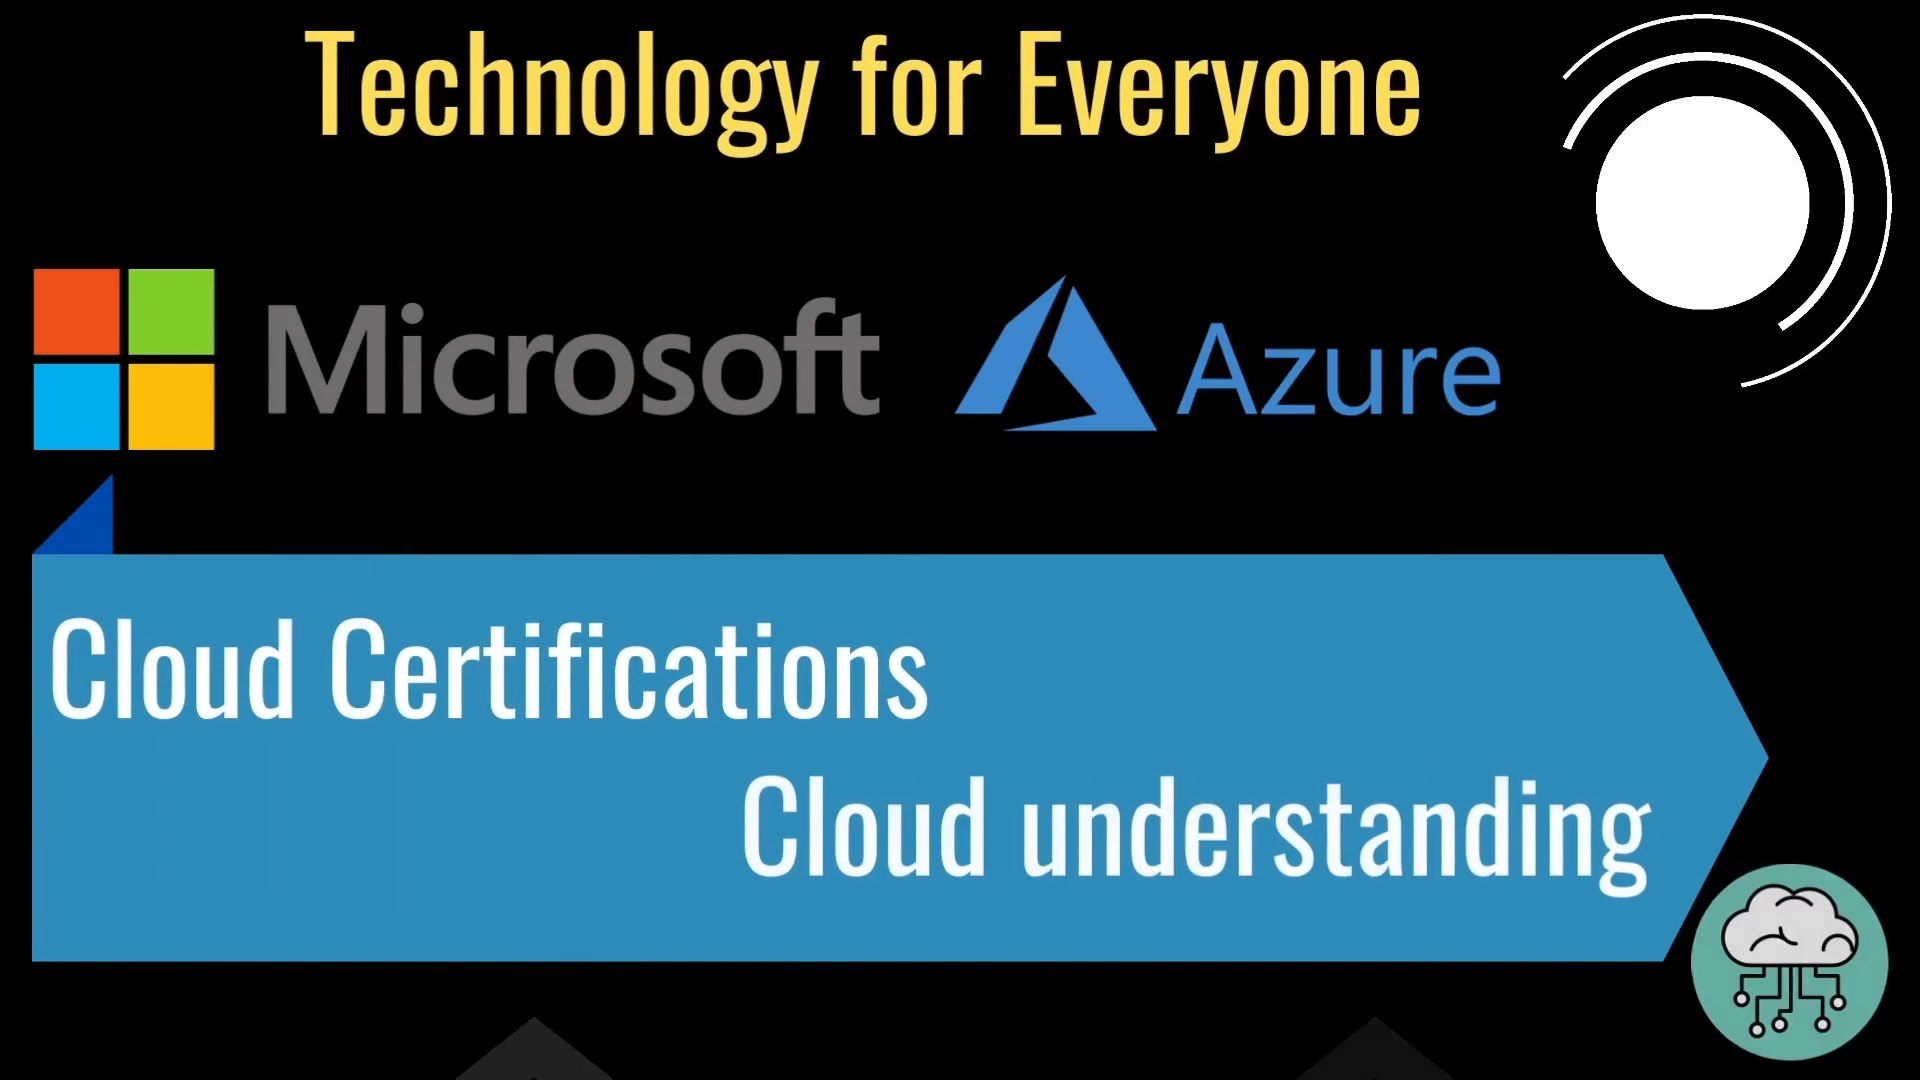 Technology for Everyone
Microsoft Azure
Cloud Certifications
Cloud understanding